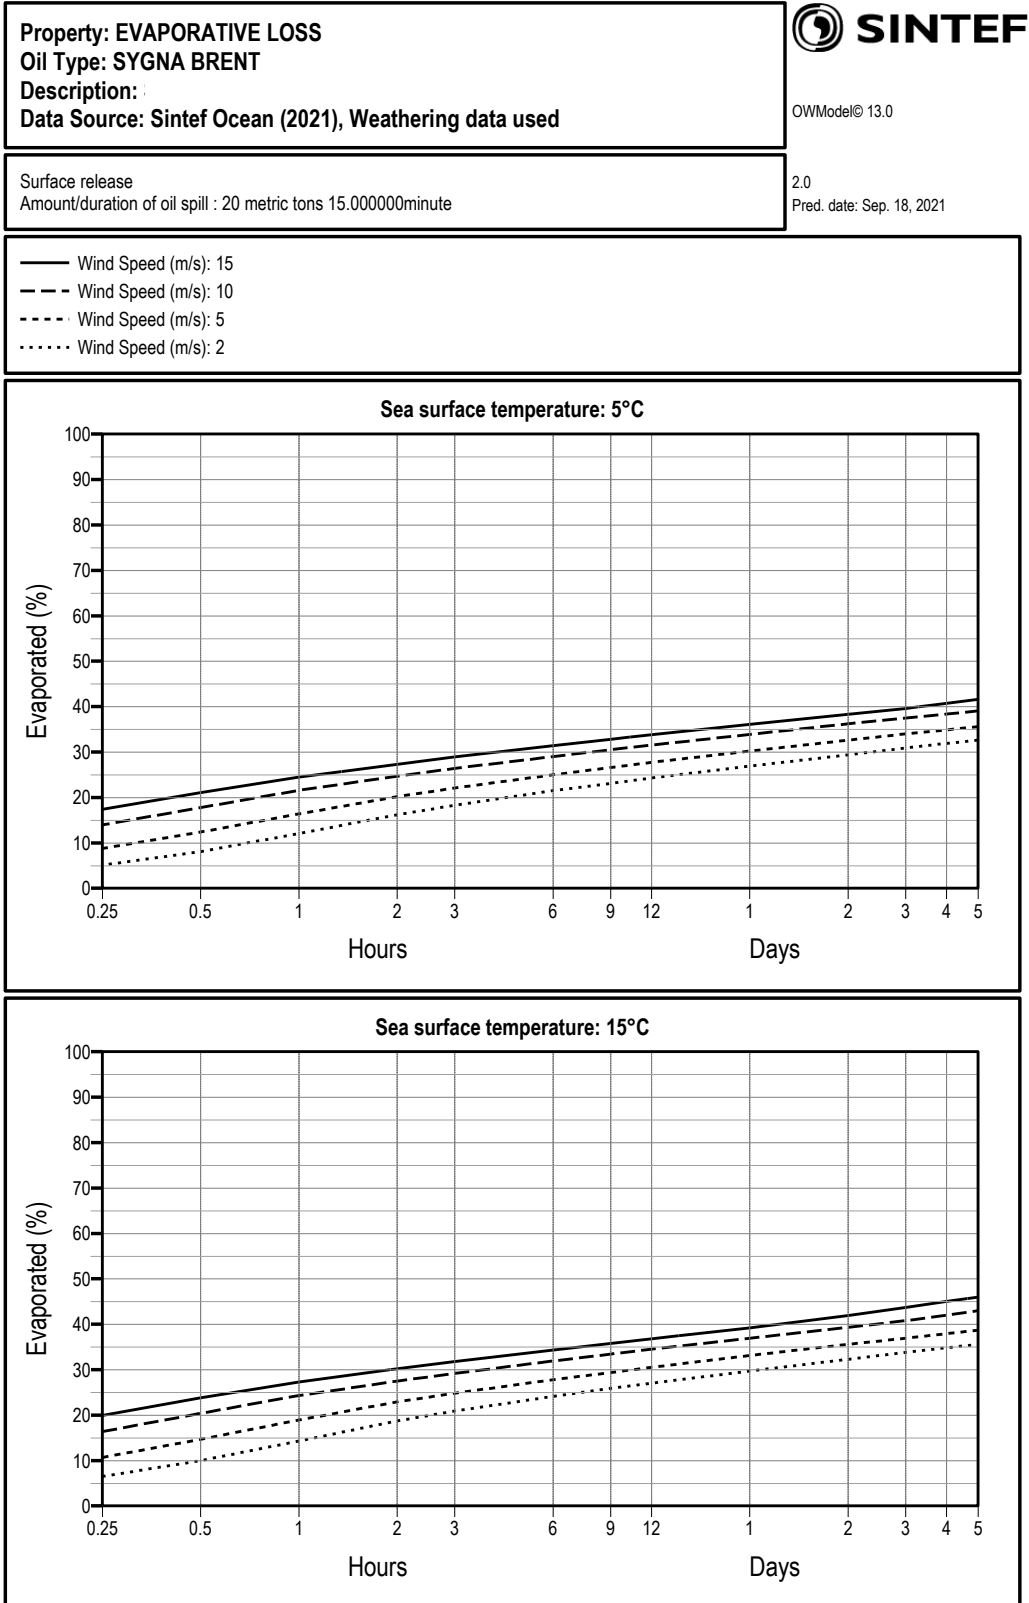 Property: EVAPORATIVE LOSS
Oil Type: SYGNA BRENT
Description:
Data Source: Sintef Ocean (2021), Weathering data used
SINTEF
OWModel© 13.0
Surface release
Amount/duration of oil spill : 20 metric tons 15.000000minute
2.0
Pred. date: Sep. 18, 2021
Wind Speed (m/s): 15
Wind Speed (m/s): 10
Wind Speed (m/s): 5
Wind Speed (m/s): 2
Sea surface temperature: 5°C
Evaporated (%)
100
90
80
70
60
50
40
30
20
10
0
0.25 0.5 1 2 3 6 9 12 1 2 3 4 5
Hours Days
Sea surface temperature: 15°C
Evaporated (%)
100
90
80
70
60
50
40
30
20
10
0
0.25 0.5 1 2 3 6 9 12 1 2 3 4 5
Hours Days